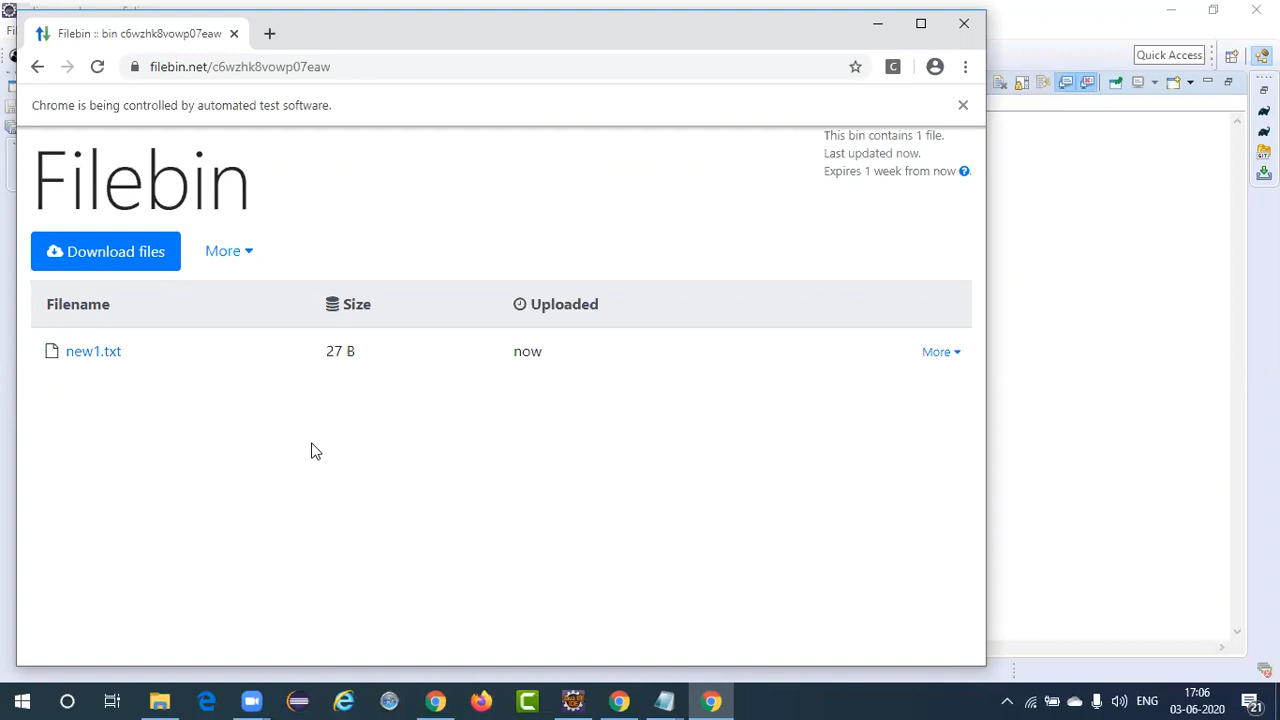 Filebin :: bin c6wzhk8vowp07eaw
Quick Access
filebin.net/c6wzhk8vowp07eaw
Chrome is being controlled by automated test software.
This bin contains 1 file.
Last updated now.
Expires 1 week from now
Filebin
Download files
More
Filename Size Uploaded
new1.txt 27 B now More
ENG
17:06
03-06-2020
21